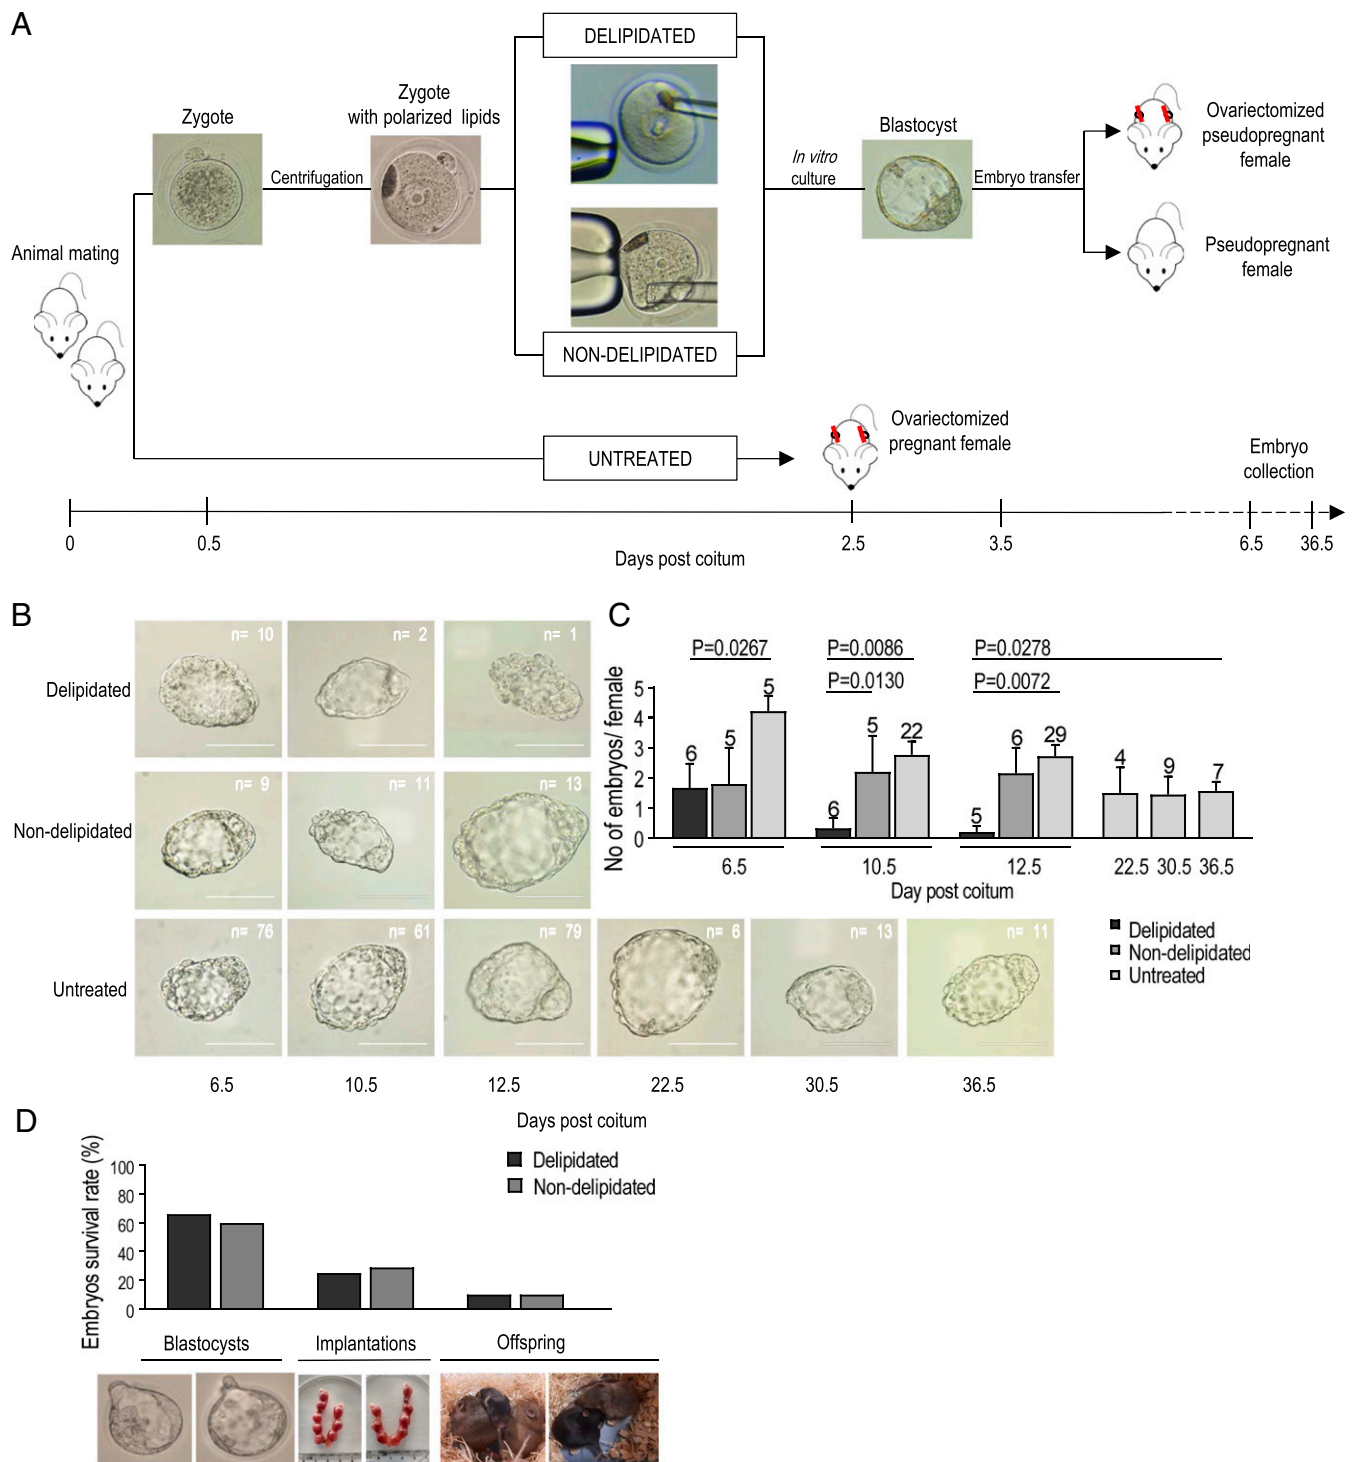 A
DELIPIDATED
Zygote
Zygote
with polarized lipids
Centrifugation
In vitro
culture
Blastocyst
Embryo transfer
Ovariectomized
pseudopregnant
female
Pseudopregnant
female
Animal mating
NON-DELIPIDATED
UNTREATED
Ovariectomized
pregnant female
Embryo
collection
0
0.5
2.5
3.5
6.5
36.5
Days post coitum
B
Delipidated
n= 10
n= 2
n= 1
Non-delipidated
n= 9
n= 11
n= 13
Untreated
n= 76
n= 61
n= 79
n= 6
n= 13
n= 11
6.5
10.5
12.5
22.5
30.5
36.5
Days post coitum
C
P=0.0267
P=0.0086
P=0.0278
P=0.0130
P=0.0072
No of embryos/ female
5
4
3
2
1
0
6
5
5
6
5
22
5
6
29
4
9
7
6.5
10.5
12.5
22.5
30.5
36.5
Day post coitum
Delipidated
Non-delipidated
Untreated
D
Embryos survival rate (%)
100
80
60
40
20
0
Delipidated
Non-delipidated
Blastocysts
Implantations
Offspring